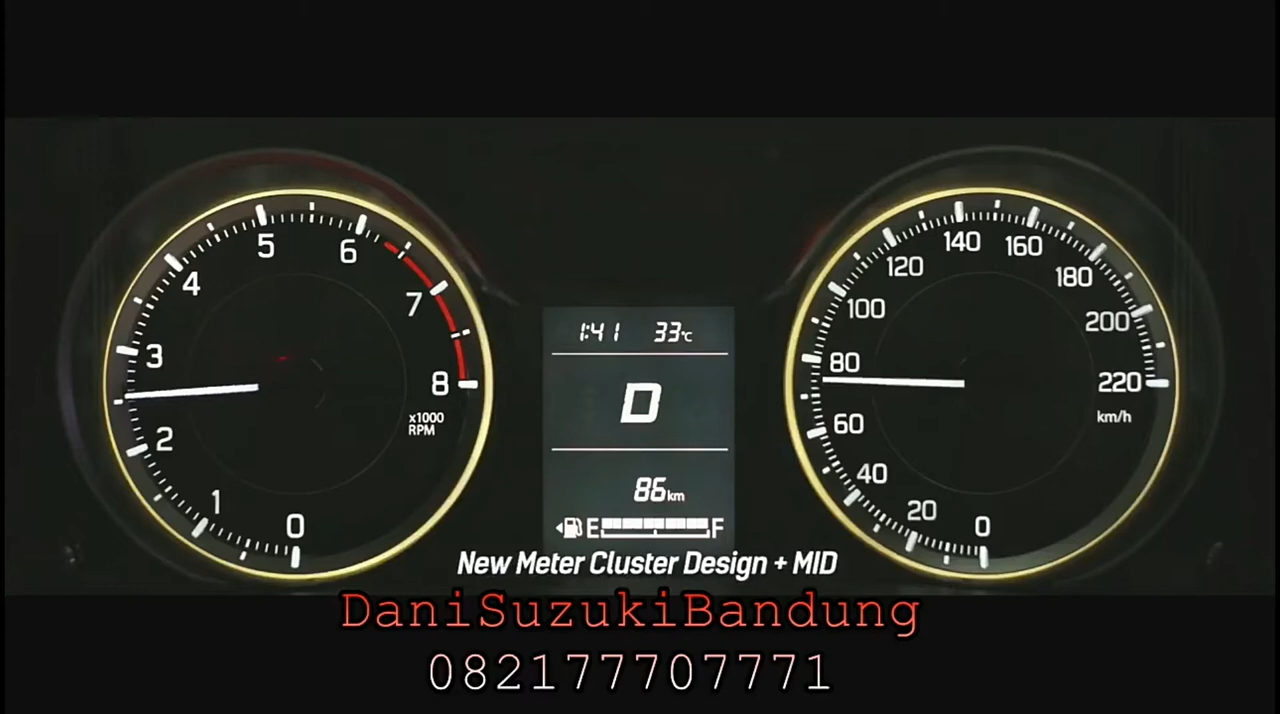 5
6
4
7
3
8
x1000
RPM
2
1
0
1:41 33°C
D
86km
E F
140
160
120
180
100
200
80
220
km/h
60
40
20
0
New Meter Cluster Design + MID
DaniSuzukiBandung
082177707771